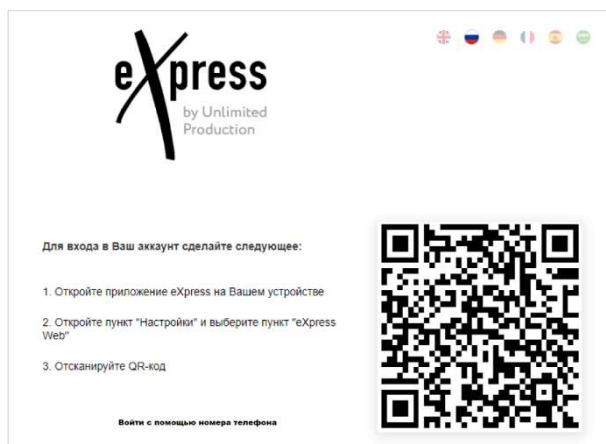 eXpress
by Unlimited
Production
Для входа в Ваш аккаунт сделайте следующее:
1. Откройте приложение eXpress на Вашем устройстве
2. Откройте пункт "Настройки" и выберите пункт "eXpress
Web"
3. Отсканируйте QR-код
Войти с помощью номера телефона